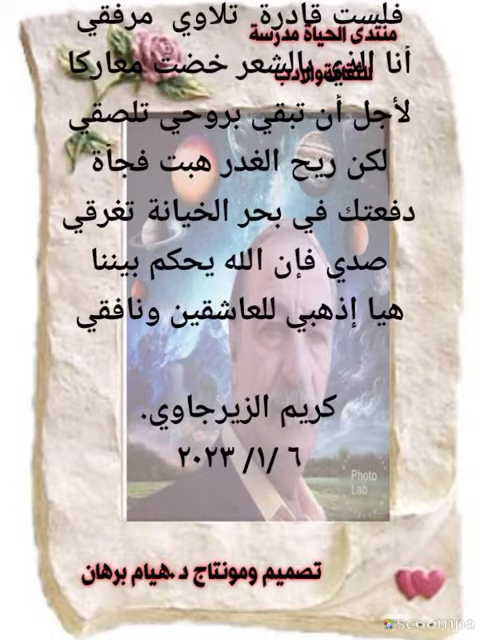 فلست قادرة تلاوي مرفقي
منتدى الحياة مدرسة
أنا الذي بالشعر خضت معاركا
للثقافة والأدب
لأجل أن تبقي بروحي تلصقي
لكن ريح الغدر هبت فجأة
دفعتك في بحر الخيانة تغرقي
صدي فإن الله يحكم بيننا
هيا إذهبي للعاشقين ونافقي
كريم الزيرجاوي.
٦ /١/ ٢٠٢٣
Photo
Lab
تصميم ومونتاج د.هيام برهان
scoompa